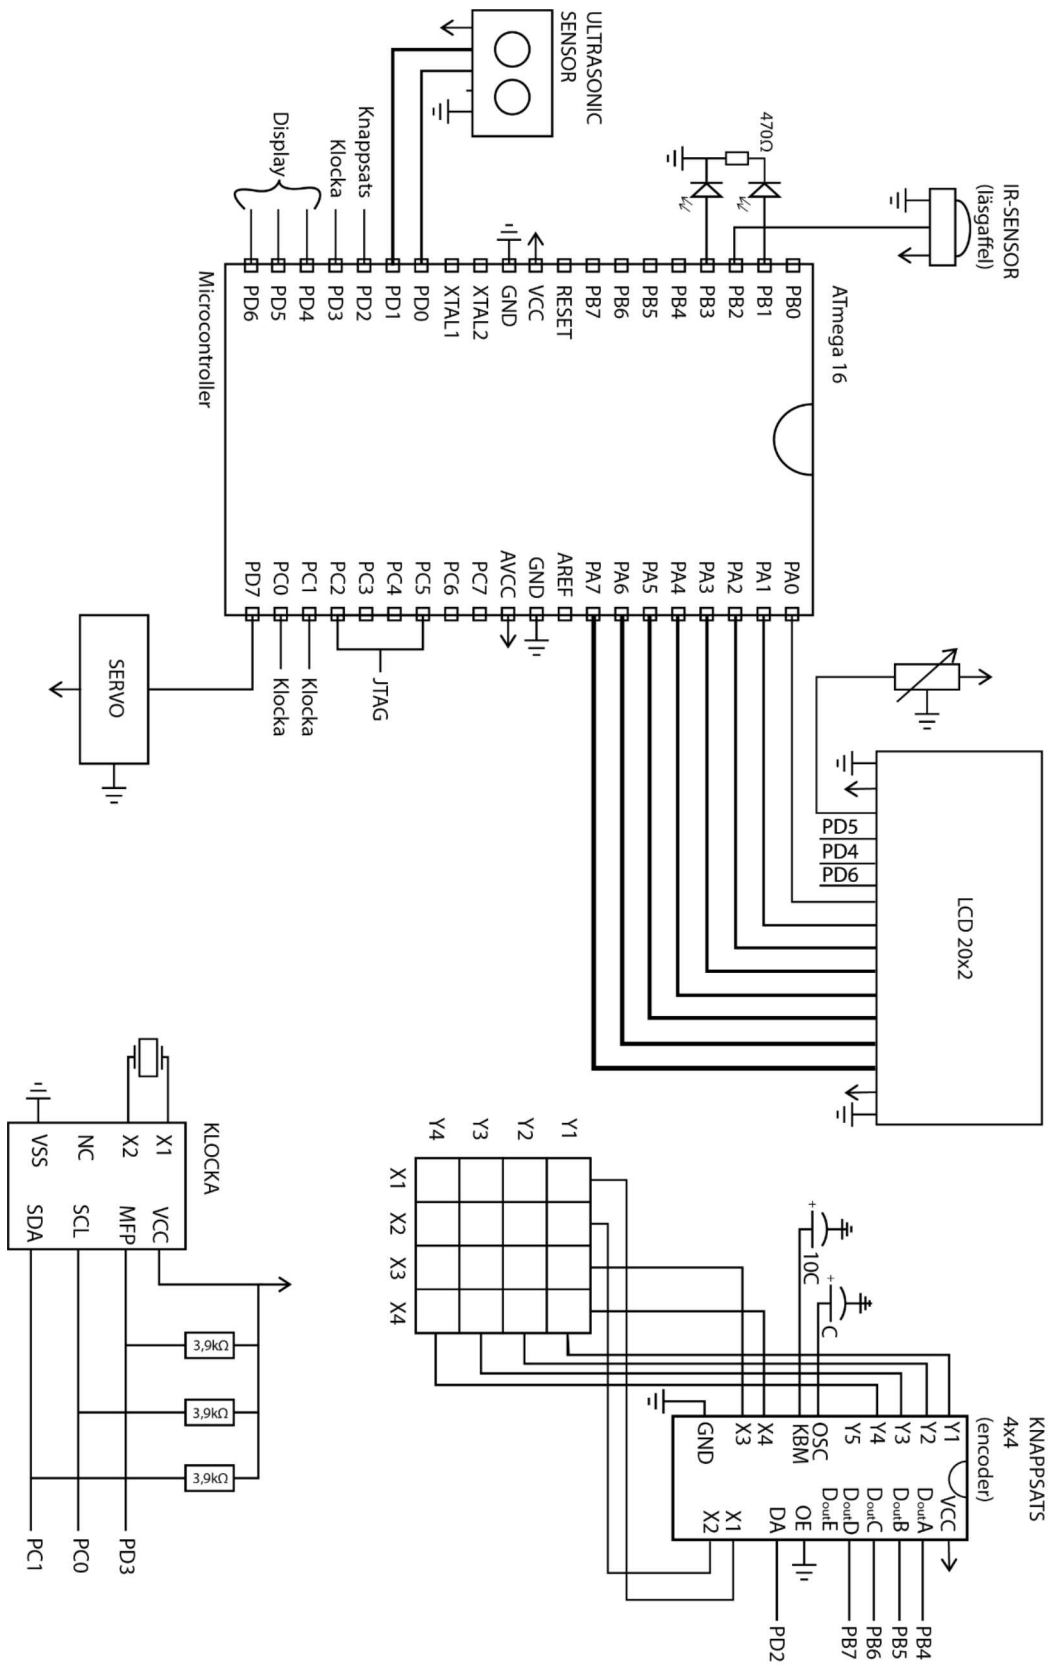 ULTRASONIC
SENSOR
470Ω
IR-SENSOR
(läsgaffel)
Knappsats
Klocka
Display
ATmega 16
Microcontroller
PB0
PB1
PB2
PB3
PB4
PB5
PB6
PB7
RESET
VCC
GND
XTAL2
XTAL1
PD0
PD1
PD2
PD3
PD4
PD5
PD6
PA0
PA1
PA2
PA3
PA4
PA5
PA6
PA7
AREF
GND
AVCC
PC7
PC6
PC5
PC4
PC3
PC2
PC1
PC0
PD7
JTAG
Klocka
Klocka
SERVO
LCD 20x2
PD5
PD4
PD6
KLOCKA
X1
X2
NC
VSS
VCC
MFP
SCL
SDA
3,9kΩ
3,9kΩ
3,9kΩ
PD3
PC0
PC1
Y1
Y2
Y3
Y4
X1
X2
X3
X4
+
10C
+
C
KNAPPSATS
4x4
(encoder)
Y1
Y2
Y3
Y4
Y5
OSC
KBM
X4
X3
GND
VCC
DoutA
DoutB
DoutC
DoutD
DoutE
OE
DA
X1
X2
PB4
PB5
PB6
PB7
PD2